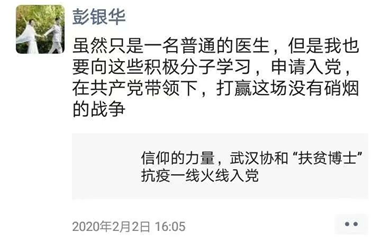 彭银华
虽然只是一名普通的医生，但是我也
要向这些积极分子学习，申请入党，
在共产党带领下，打赢这场没有硝烟
的战争
信仰的力量，武汉协和 “扶贫博士”
抗疫一线火线入党
2020年2月2日 16:05